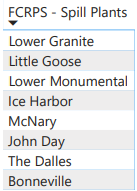 FCRPS - Spill Plants
Lower Granite
Little Goose
Lower Monumental
Ice Harbor
McNary
John Day
The Dalles
Bonneville